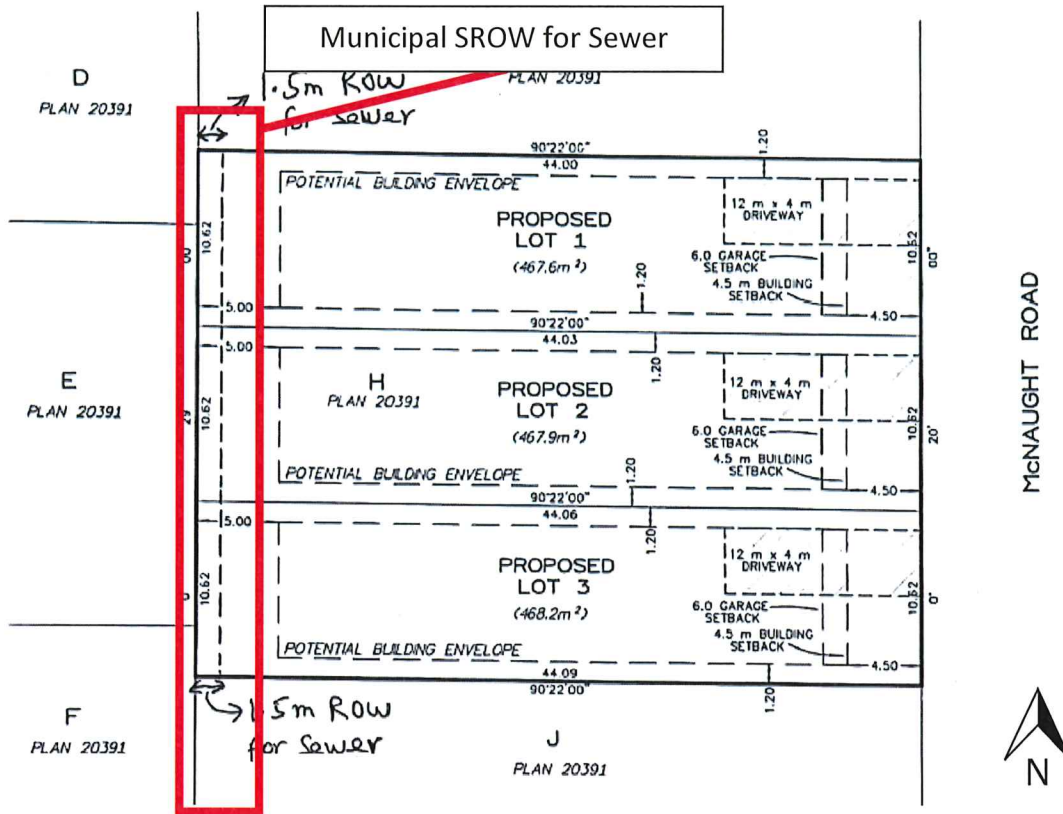 Municipal SROW for Sewer
D
PLAN 20391
1.5m ROW
for sewer
PLAN 20391
90°22'00"
44.00
1.20
POTENTIAL BUILDING ENVELOPE
12 m x 4 m
DRIVEWAY
PROPOSED
LOT 1
(467.6m²)
10.62
10.62
00"
6.0 GARAGE
SETBACK
4.5 m BUILDING
SETBACK
1.20
5.00
4.50
90°22'00"
44.03
5.00
1.20
E
PLAN 20391
H
PLAN 20391
PROPOSED
LOT 2
(467.9m²)
12 m x 4 m
DRIVEWAY
29
10.62
10.62
20'
6.0 GARAGE
SETBACK
4.5 m BUILDING
SETBACK
POTENTIAL BUILDING ENVELOPE
1.20
4.50
90°22'00"
44.06
5.00
1.20
McNAUGHT ROAD
PROPOSED
LOT 3
(468.2m²)
12 m x 4 m
DRIVEWAY
10.62
10.62
0'
6.0 GARAGE
SETBACK
4.5 m BUILDING
SETBACK
POTENTIAL BUILDING ENVELOPE
4.50
44.09
90°22'00"
1.20
F
PLAN 20391
1.5m ROW
for Sewer
J
PLAN 20391
N